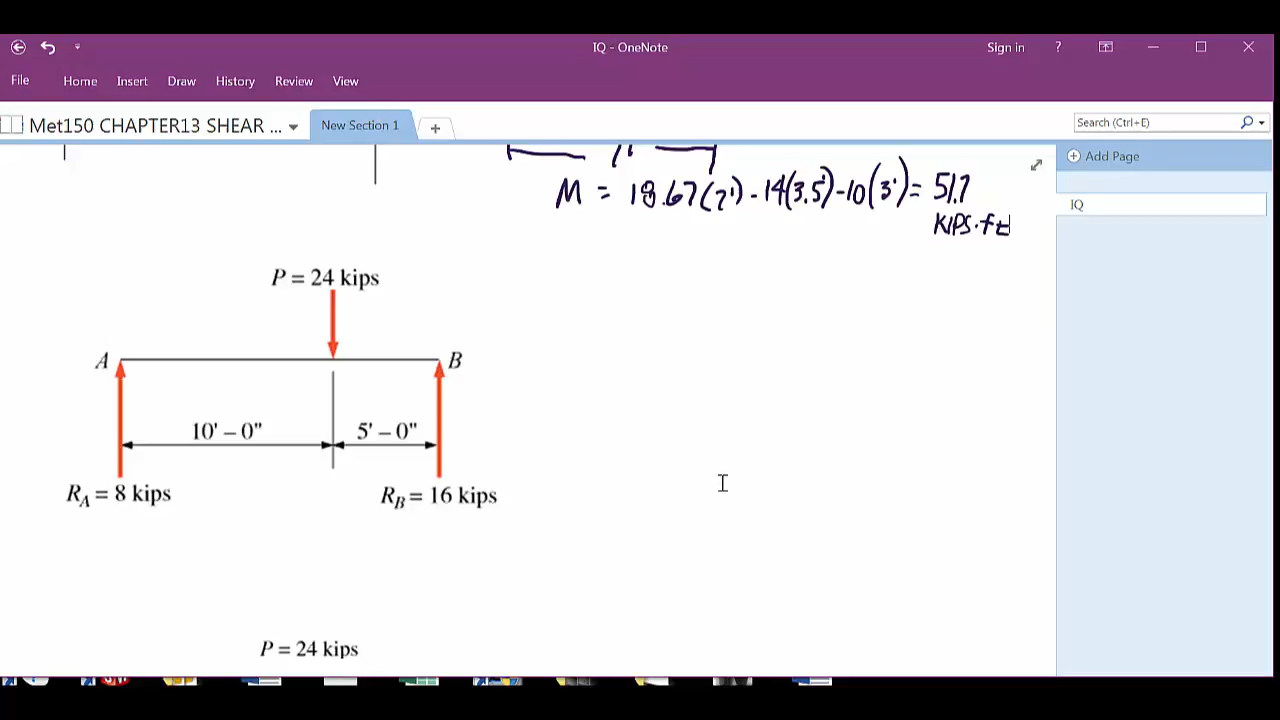 IQ - OneNote
Sign in
?
File
Home
Insert
Draw
History
Review
View
Met150 CHAPTER13 SHEAR ...
New Section 1
Search (Ctrl+E)
Add Page
IQ
M = 18.67(7') - 14(3.5') - 10(3') = 51.7
KIPS·ft
P = 24 kips
A
B
10' – 0"
5' – 0"
R_A = 8 kips
R_B = 16 kips
P = 24 kips